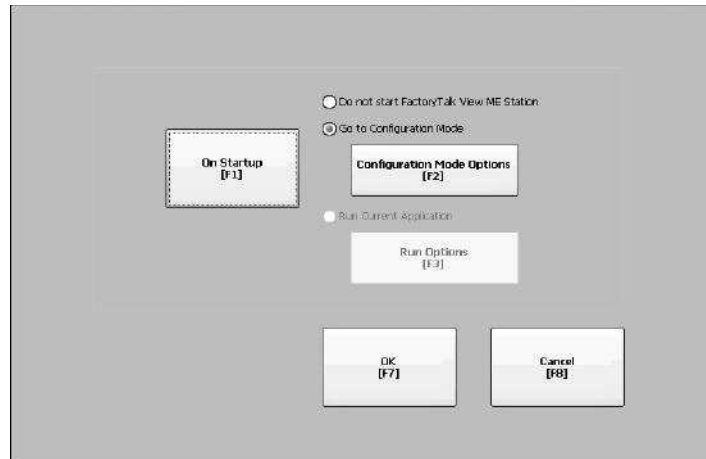 Do not start FactoryTalk View ME Station
Go to Configuration Mode
On Startup
[F1]
Configuration Mode Options
[F2]
Run Current Application
Run Options
[F3]
OK
[F7]
Cancel
[F8]